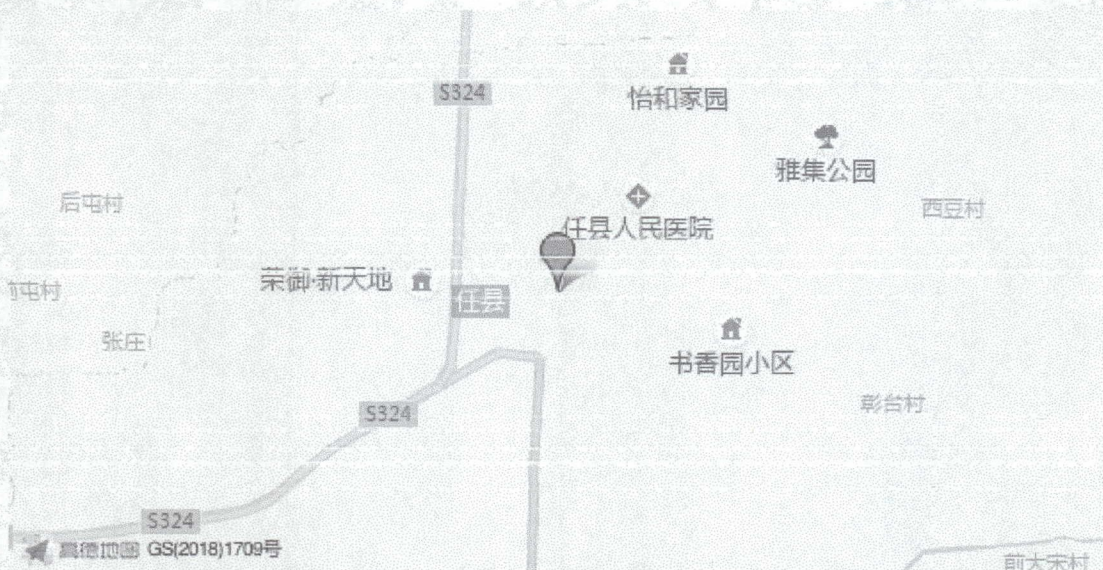 S324
怡和家园
雅集公园
后屯村
西豆村
任县人民医院
荣御·新天地
屯村
任县
张庄
书香园小区
彰台村
S324
S324
高德地图 GS(2018)1709号
前大宋村